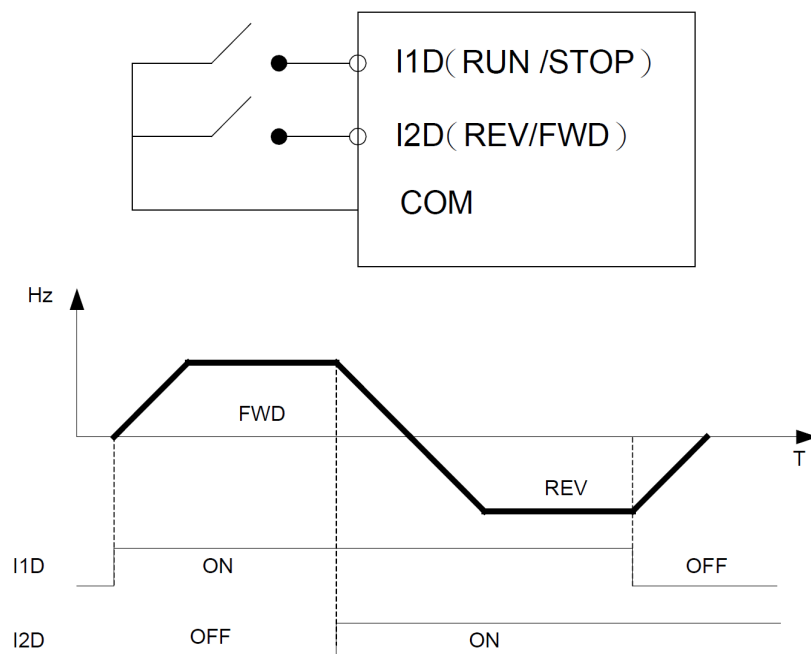 I1D（RUN /STOP）
I2D（REV/FWD）
COM
Hz
FWD
T
REV
I1D ON OFF
I2D OFF ON